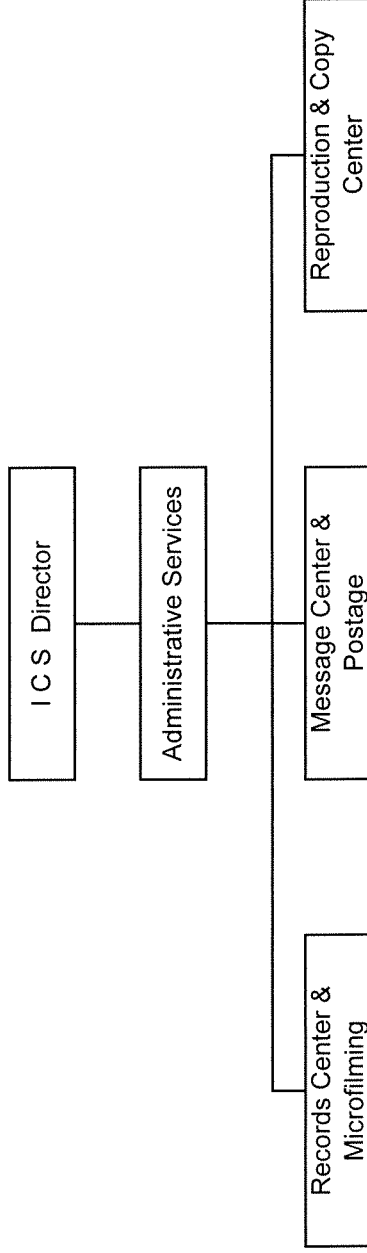 I C S Director
Administrative Services
Records Center &
Microfilming
Message Center &
Postage
Reproduction & Copy
Center